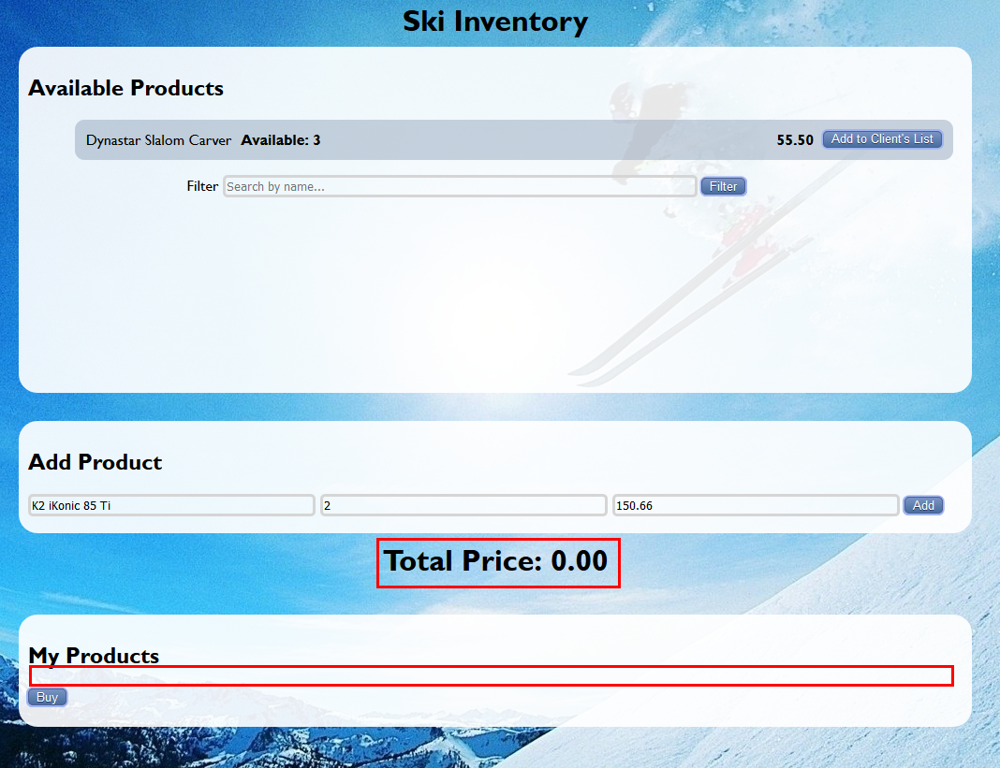 Ski Inventory
Available Products
Dynastar Slalom Carver Available: 3 55.50 Add to Client's List
Filter Search by name... Filter
Add Product
K2 iKonic 85 Ti 2 150.66 Add
Total Price: 0.00
My Products
Buy